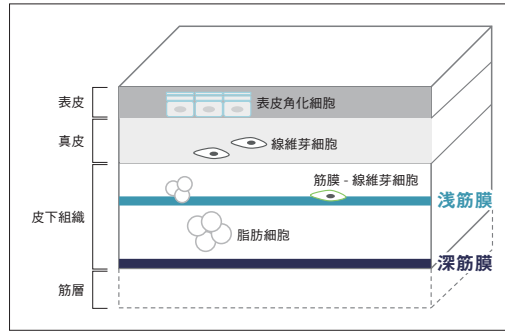 表皮
表皮角化細胞
真皮
線維芽細胞
筋膜 - 線維芽細胞
浅筋膜
皮下組織
脂肪細胞
深筋膜
筋層